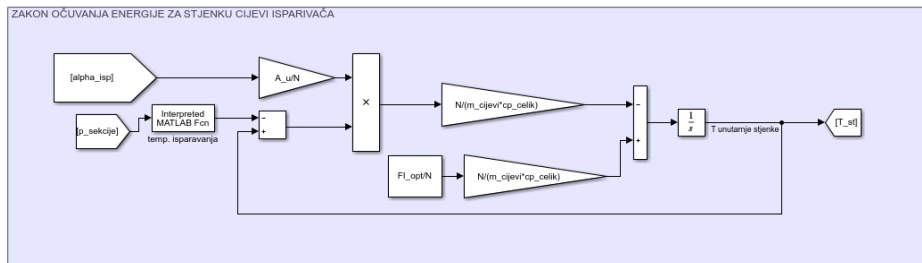 ZAKON OČUVANJA ENERGIJE ZA STJENKU CIJEVI ISPARIVAČA
[alpha_isp]
A_u/N
×
N/(m_cijevi*cp_celik)
[p_sekcije]
Interpreted
MATLAB Fcn
temp. isparavanja
−
+
−
+
1
s
T unutarnje stjenke
[T_st]
FI_opt/N
N/(m_cijevi*cp_celik)